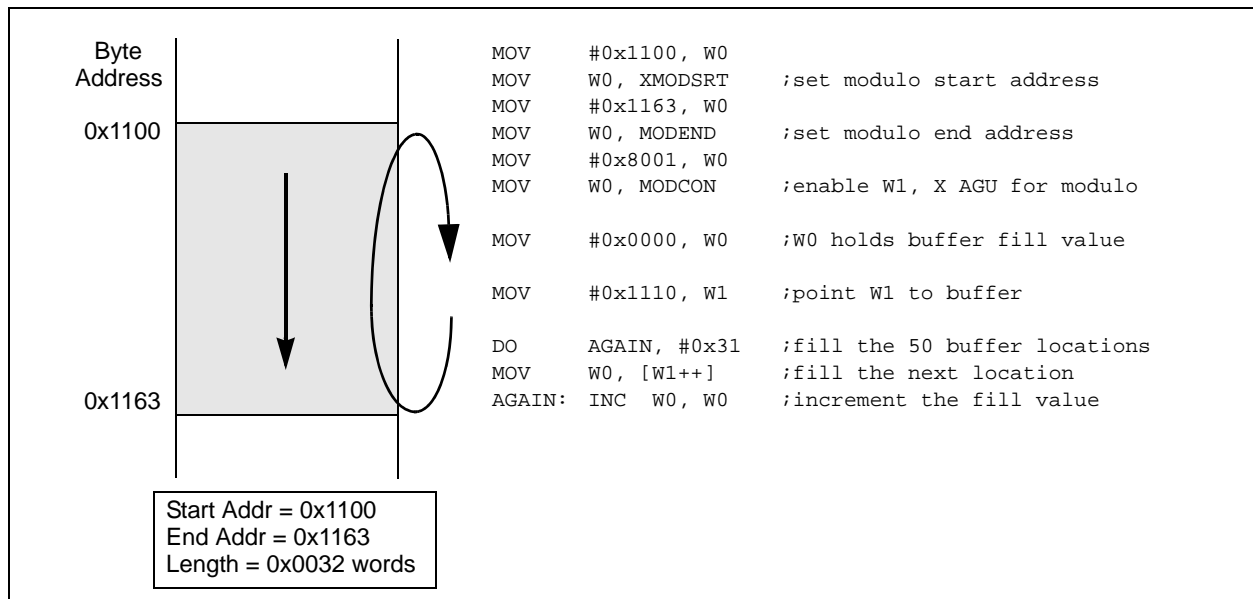 Byte
Address
0x1100
0x1163
Start Addr = 0x1100
End Addr = 0x1163
Length = 0x0032 words
MOV #0x1100, W0
MOV W0, XMODSRT ;set modulo start address
MOV #0x1163, W0
MOV W0, MODEND ;set modulo end address
MOV #0x8001, W0
MOV W0, MODCON ;enable W1, X AGU for modulo
MOV #0x0000, W0 ;W0 holds buffer fill value
MOV #0x1110, W1 ;point W1 to buffer
DO AGAIN, #0x31 ;fill the 50 buffer locations
MOV W0, [W1++] ;fill the next location
AGAIN: INC W0, W0 ;increment the fill value